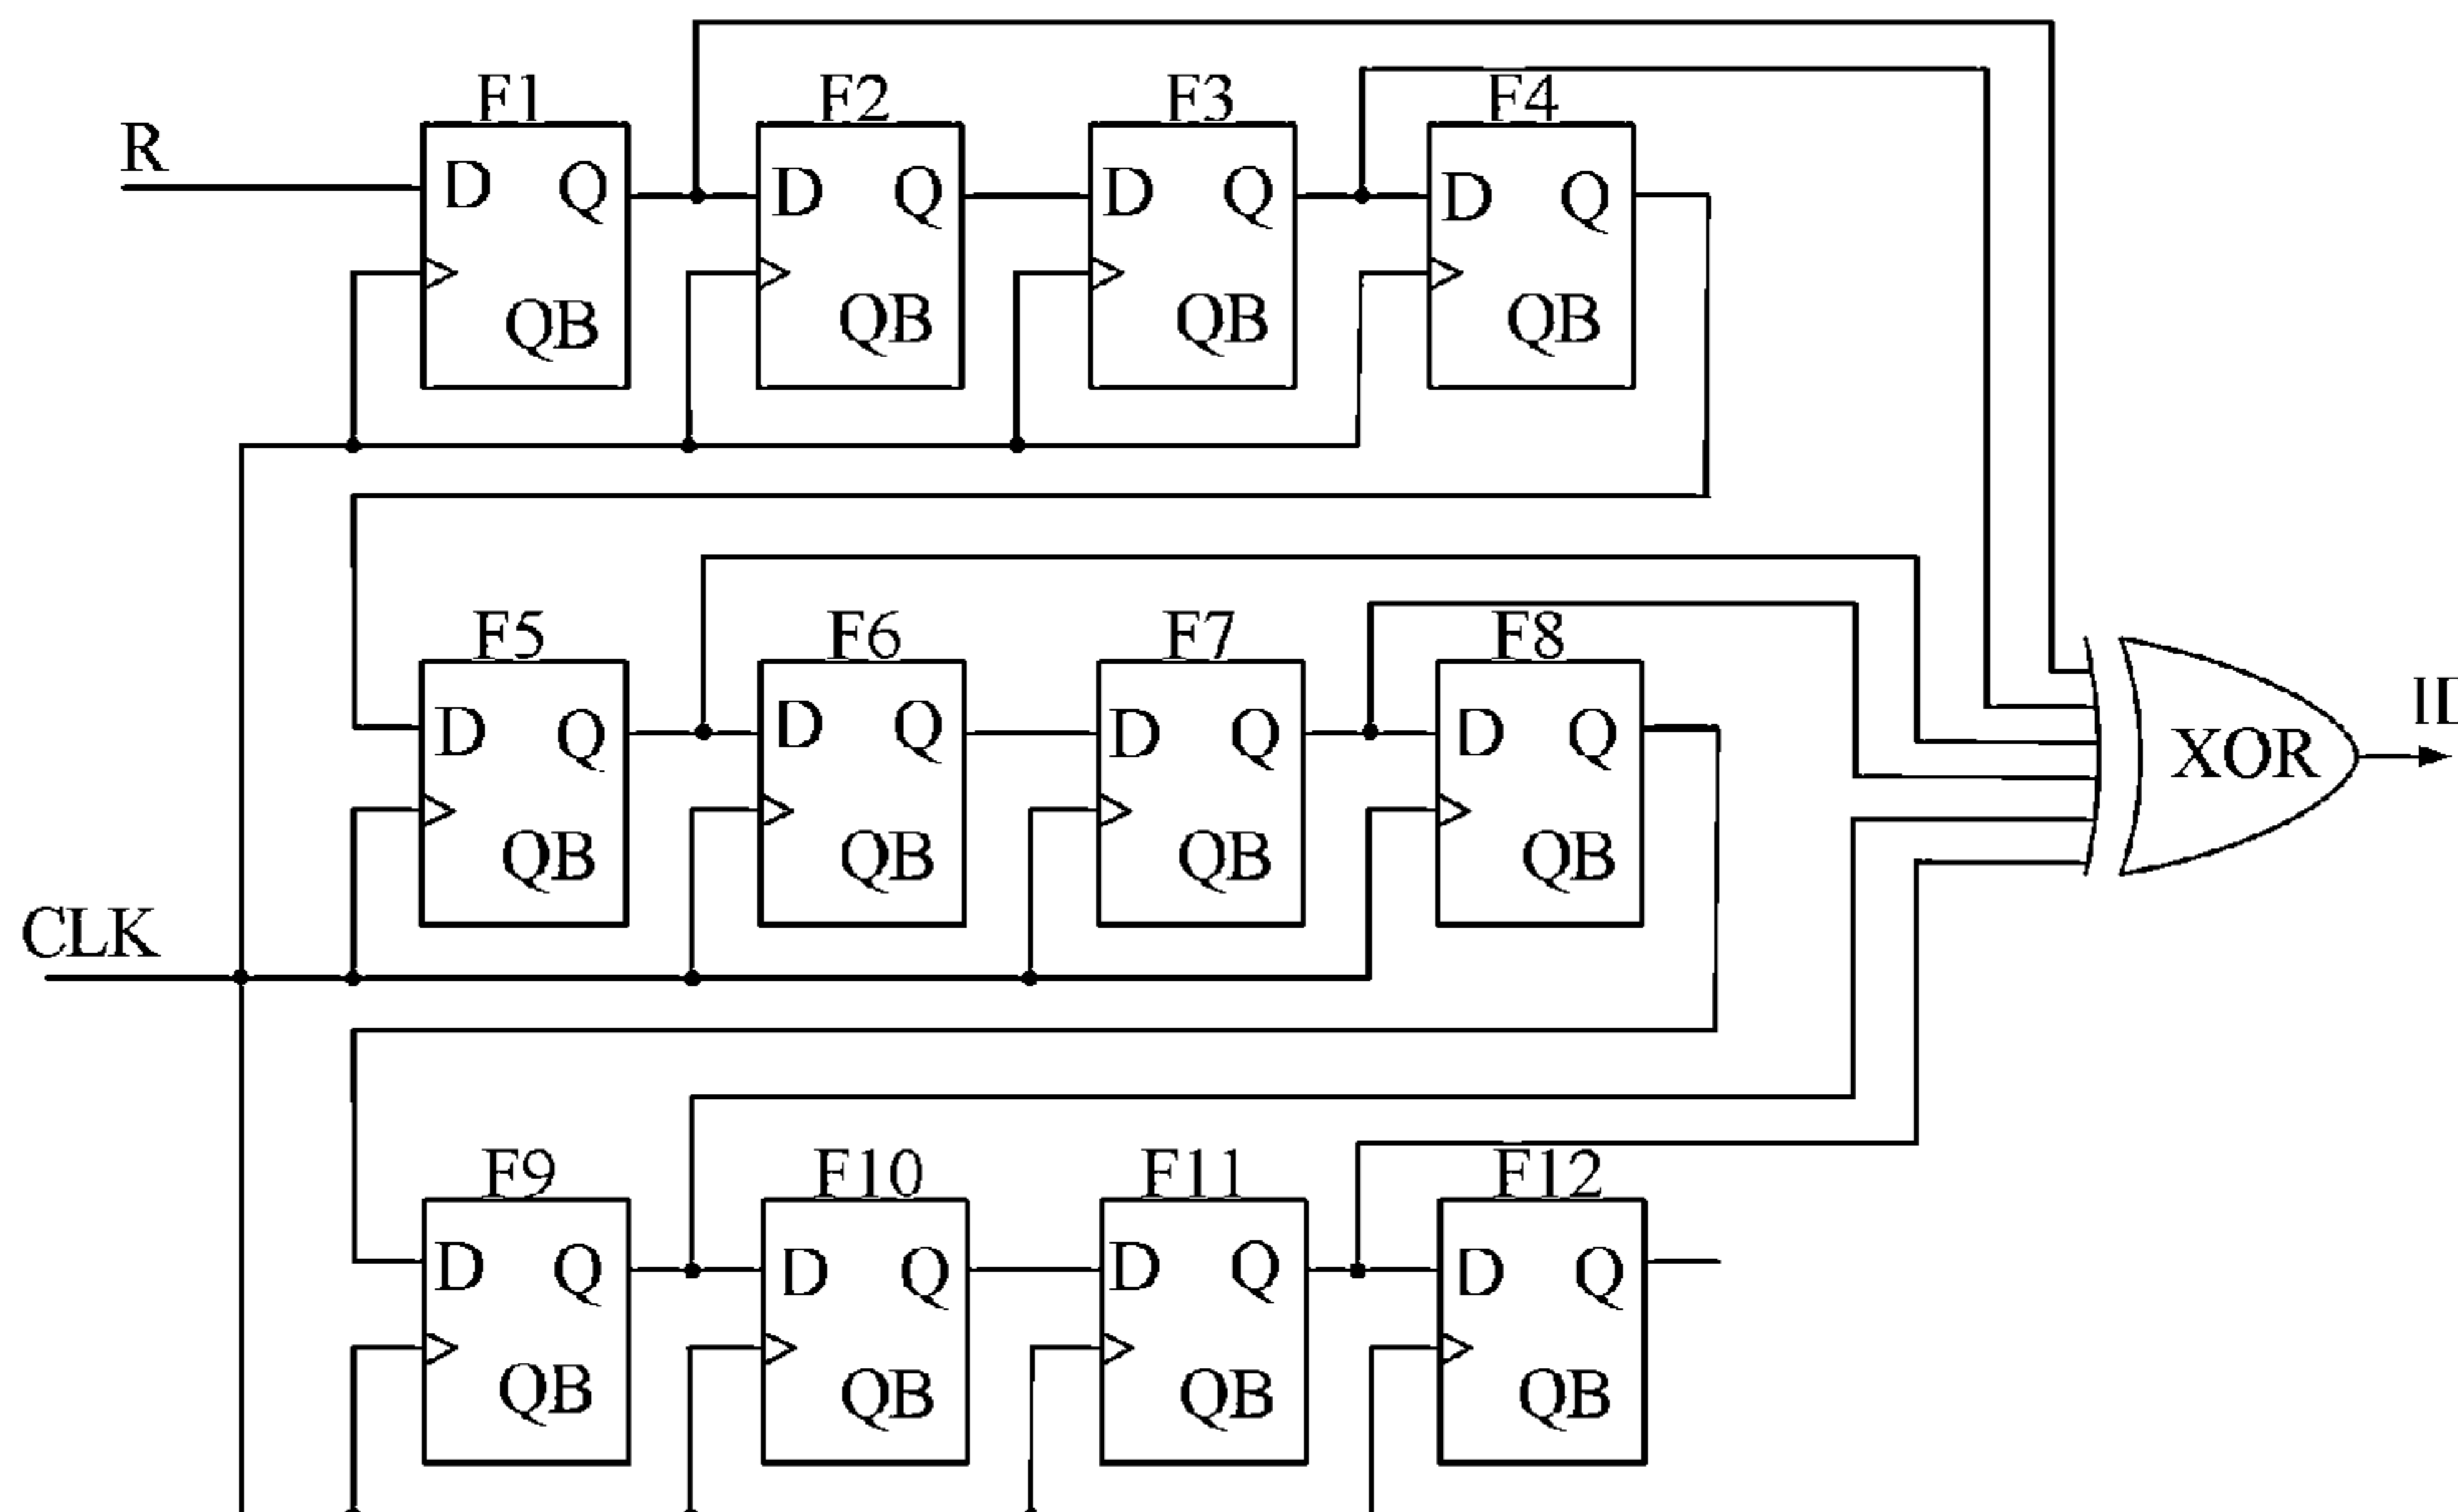 F1 F2 F3 F4
R
D Q D Q D Q D Q
QB QB QB QB
F5 F6 F7 F8
D Q D Q D Q D Q
XOR
QB QB QB QB
CLK
F9 F10 F11 F12
D Q D Q D Q D Q
QB QB QB QB